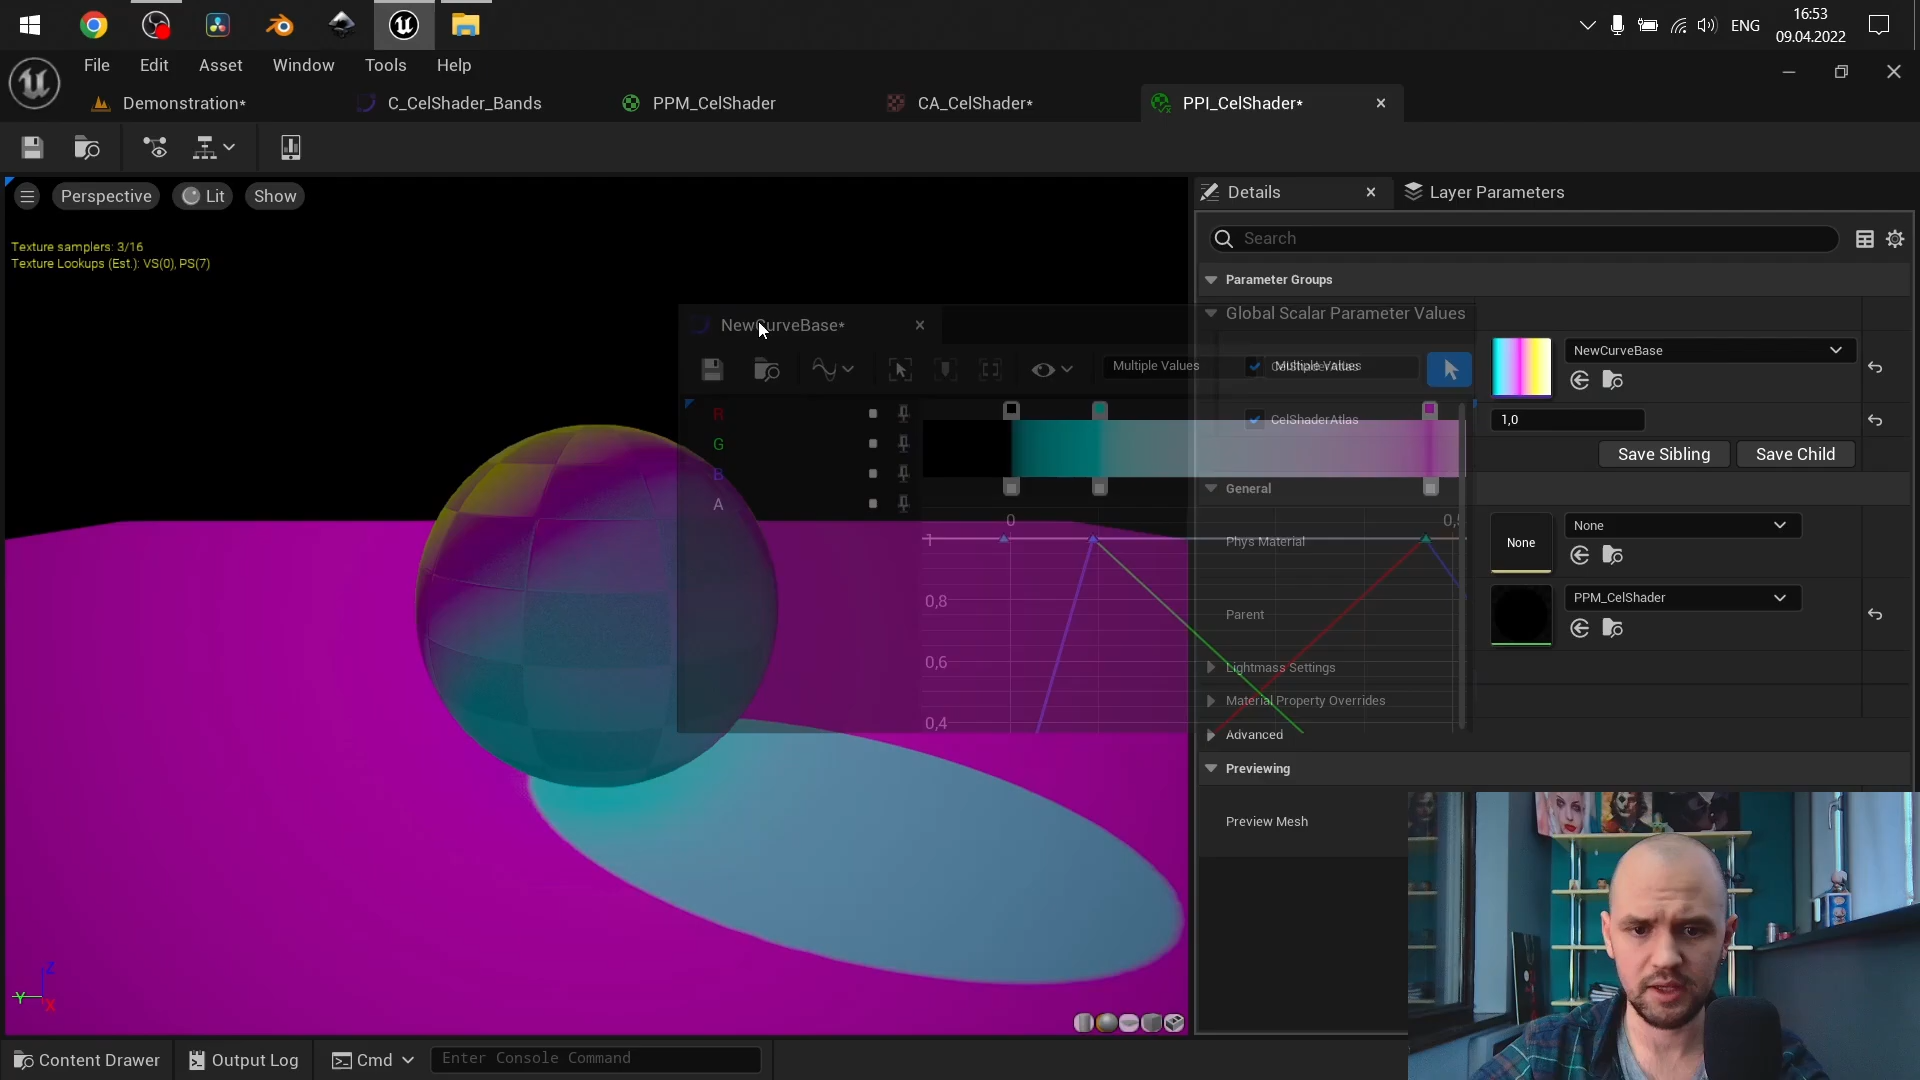 ENG
16:53
09.04.2022
File
Edit
Asset
Window
Tools
Help
Demonstration*
C_CelShader_Bands
PPM_CelShader
CA_CelShader*
PPI_CelShader*
Perspective
Lit
Show
Details
Layer Parameters
Texture samplers: 3/16
Texture Lookups (Est.): VS(0), PS(7)
Search
Parameter Groups
Global Scalar Parameter Values
NewCurveBase*
NewCurveBase
Multiple Values
Multiple Values
CelShaderAtlas
CelShaderAtlas
1,0
R
G
B
A
Save Sibling
Save Child
General
0
0,5
1
0,8
0,6
0,4
Phys Material
None
None
Parent
PPM_CelShader
Lightmass Settings
Material Property Overrides
Advanced
Previewing
Preview Mesh
Z
Y
X
Content Drawer
Output Log
Cmd
Enter Console Command